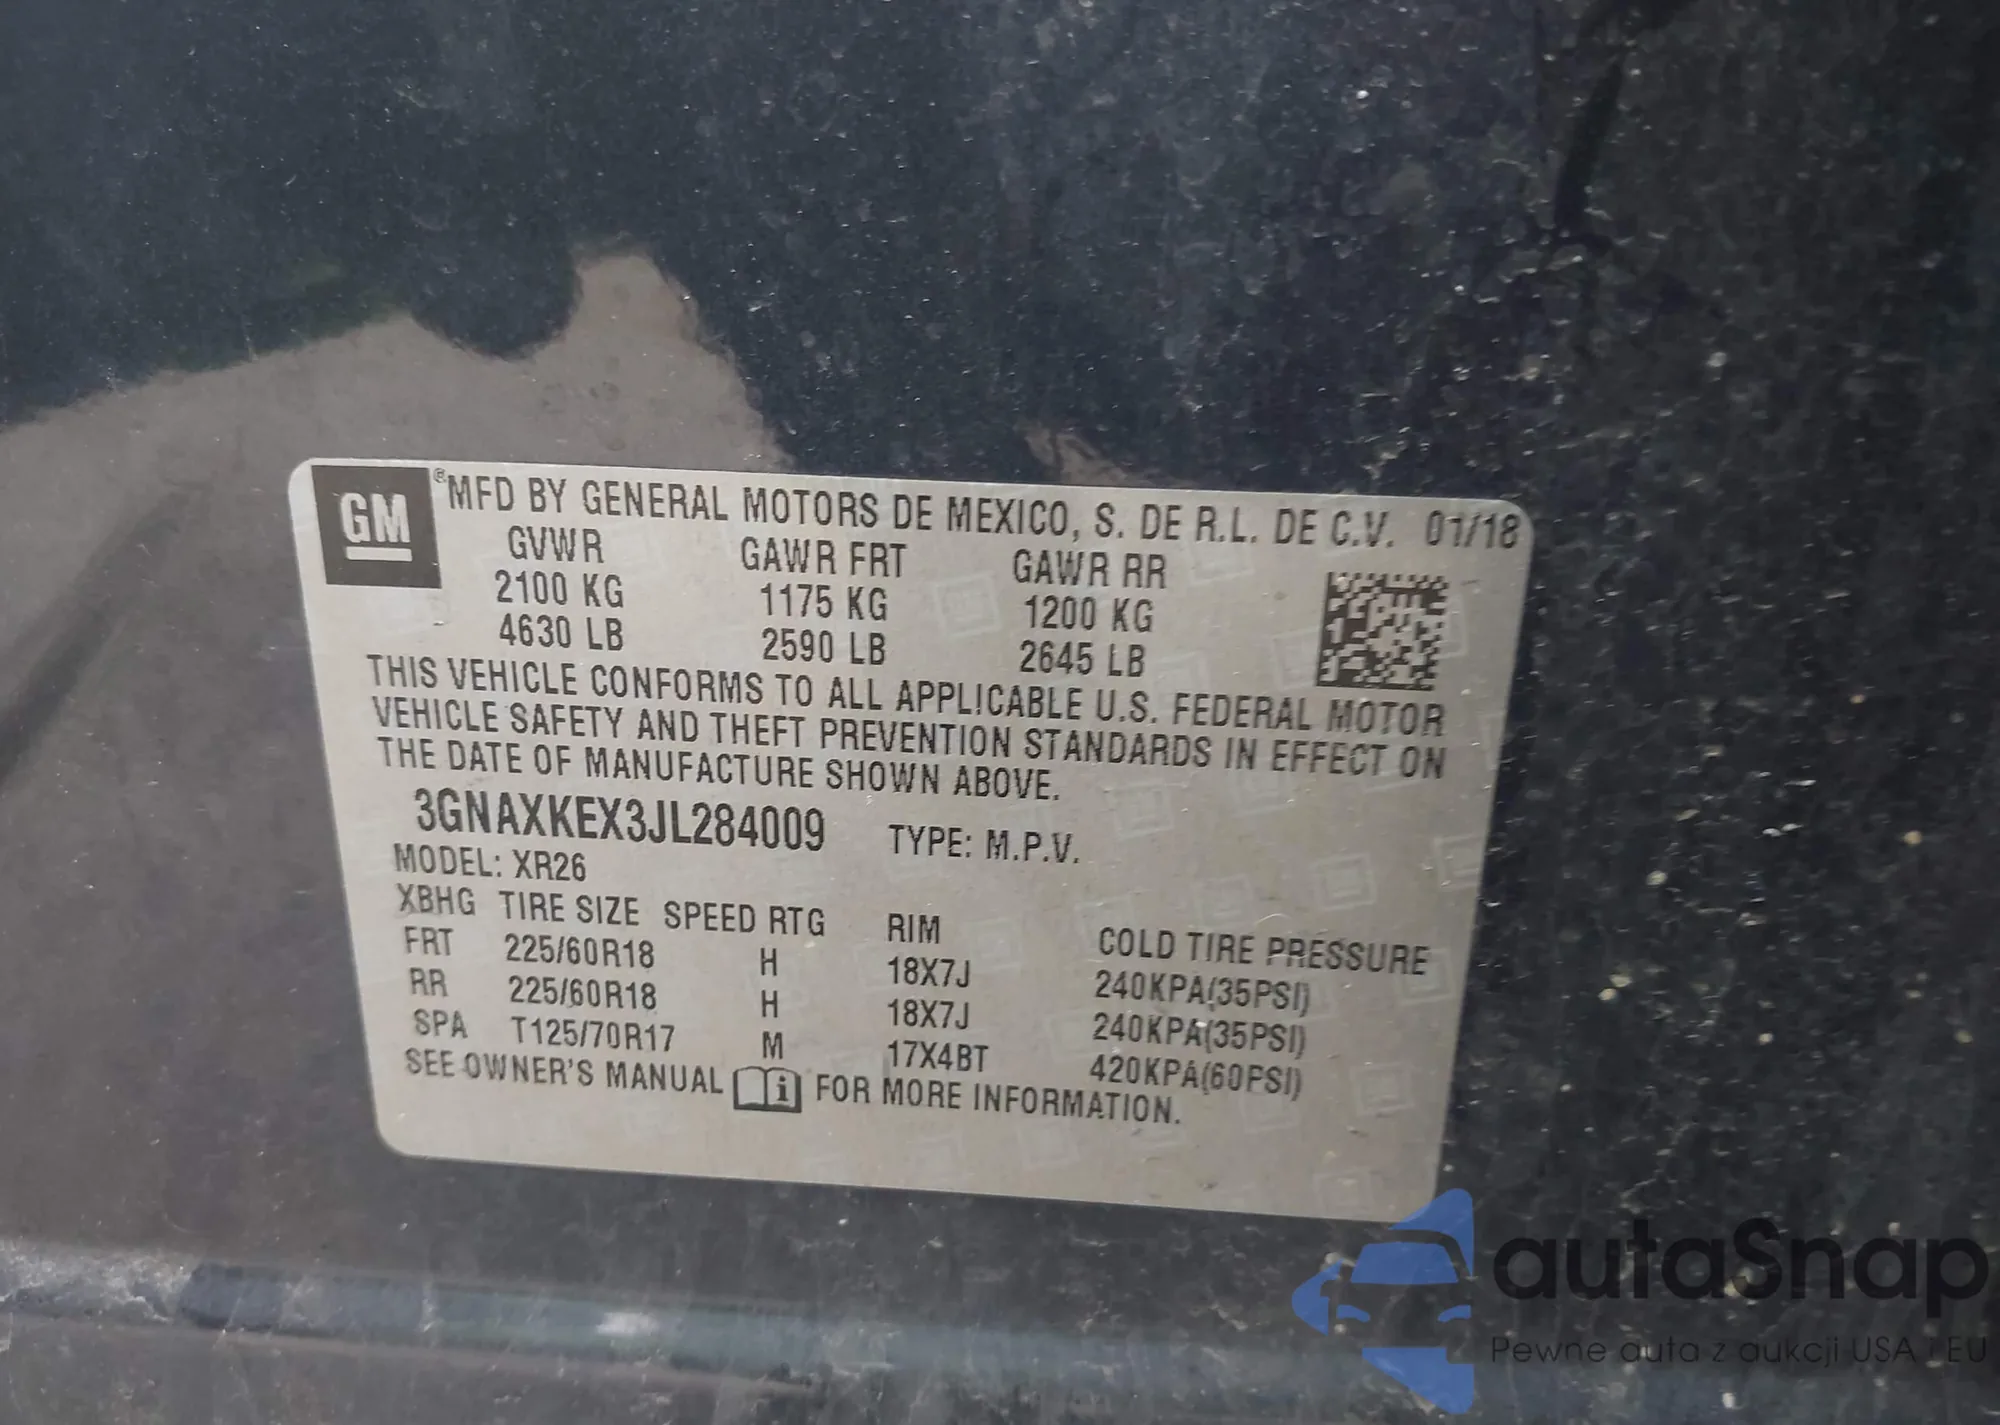 GM ©MFD BY GENERAL MOTORS DE MEXICO, S. DE R.L. DE C.V. 01/18
GVWR GAWR FRT GAWR RR
2100 KG 1175 KG 1200 KG
4630 LB 2590 LB 2645 LB
THIS VEHICLE CONFORMS TO ALL APPLICABLE U.S. FEDERAL MOTOR
VEHICLE SAFETY AND THEFT PREVENTION STANDARDS IN EFFECT ON
THE DATE OF MANUFACTURE SHOWN ABOVE.
3GNAXKEX3JL284009 TYPE: M.P.V.
MODEL: XR26
XBHG TIRE SIZE SPEED RTG RIM COLD TIRE PRESSURE
FRT 225/60R18 H 18X7J 240KPA(35PSI)
RR 225/60R18 H 18X7J 240KPA(35PSI)
SPA T125/70R17 M 17X4BT 420KPA(60PSI)
SEE OWNER'S MANUAL i FOR MORE INFORMATION.
autaSnap
Pewne auta z aukcji USA i EU